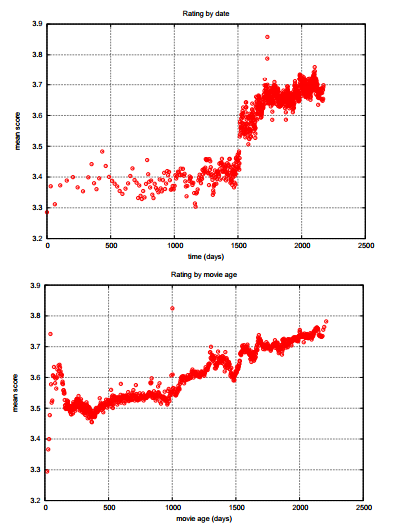 Rating by date
3.9
3.8
3.7
3.6
3.5
3.4
3.3
3.2
mean score
0 500 1000 1500 2000 2500
time (days)
Rating by movie age
3.9
3.8
3.7
3.6
3.5
3.4
3.3
3.2
mean score
0 500 1000 1500 2000 2500
movie age (days)